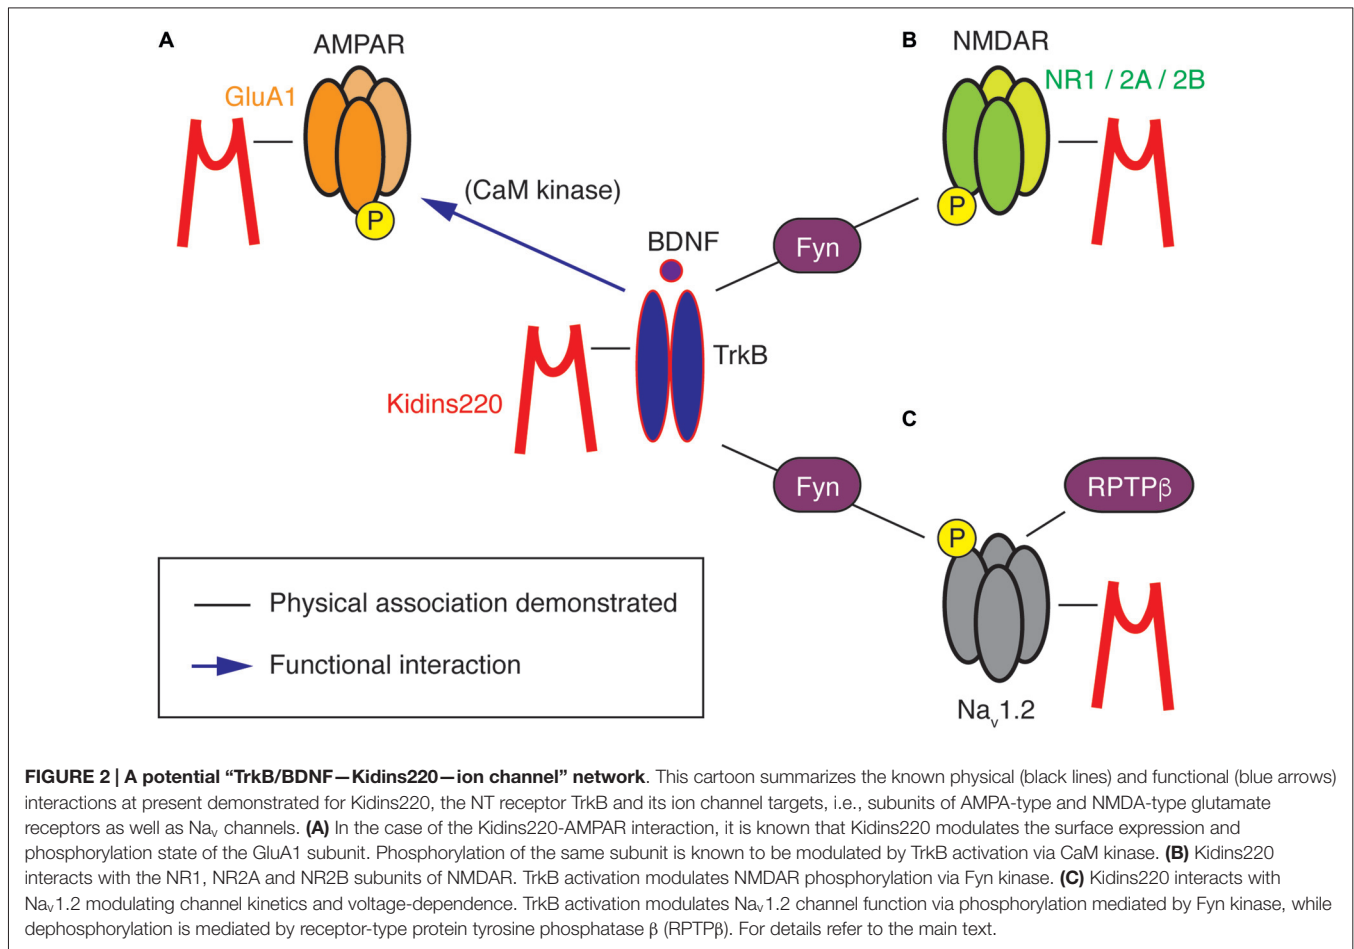 A
AMPAR
GluA1
P
(CaM kinase)
B
NMDAR
NR1 / 2A / 2B
P
Fyn
BDNF
TrkB
Kidins220
C
Fyn
RPTPβ
P
Nav1.2
Physical association demonstrated
Functional interaction
FIGURE 2 | A potential “TrkB/BDNF—Kidins220—ion channel” network. This cartoon summarizes the known physical (black lines) and functional (blue arrows)
interactions at present demonstrated for Kidins220, the NT receptor TrkB and its ion channel targets, i.e., subunits of AMPA-type and NMDA-type glutamate
receptors as well as Nav channels. (A) In the case of the Kidins220-AMPAR interaction, it is known that Kidins220 modulates the surface expression and
phosphorylation state of the GluA1 subunit. Phosphorylation of the same subunit is known to be modulated by TrkB activation via CaM kinase. (B) Kidins220
interacts with the NR1, NR2A and NR2B subunits of NMDAR. TrkB activation modulates NMDAR phosphorylation via Fyn kinase. (C) Kidins220 interacts with
Nav1.2 modulating channel kinetics and voltage-dependence. TrkB activation modulates Nav1.2 channel function via phosphorylation mediated by Fyn kinase, while
dephosphorylation is mediated by receptor-type protein tyrosine phosphatase β (RPTPβ). For details refer to the main text.